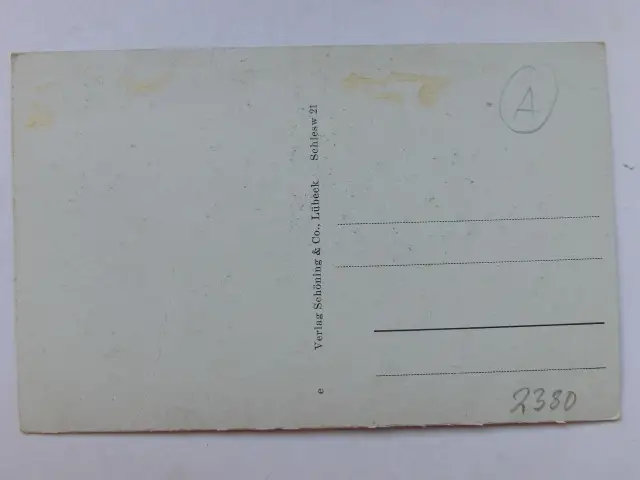 A
Verlag Schöning & Co., Lübeck Schlesw 21
e
2380